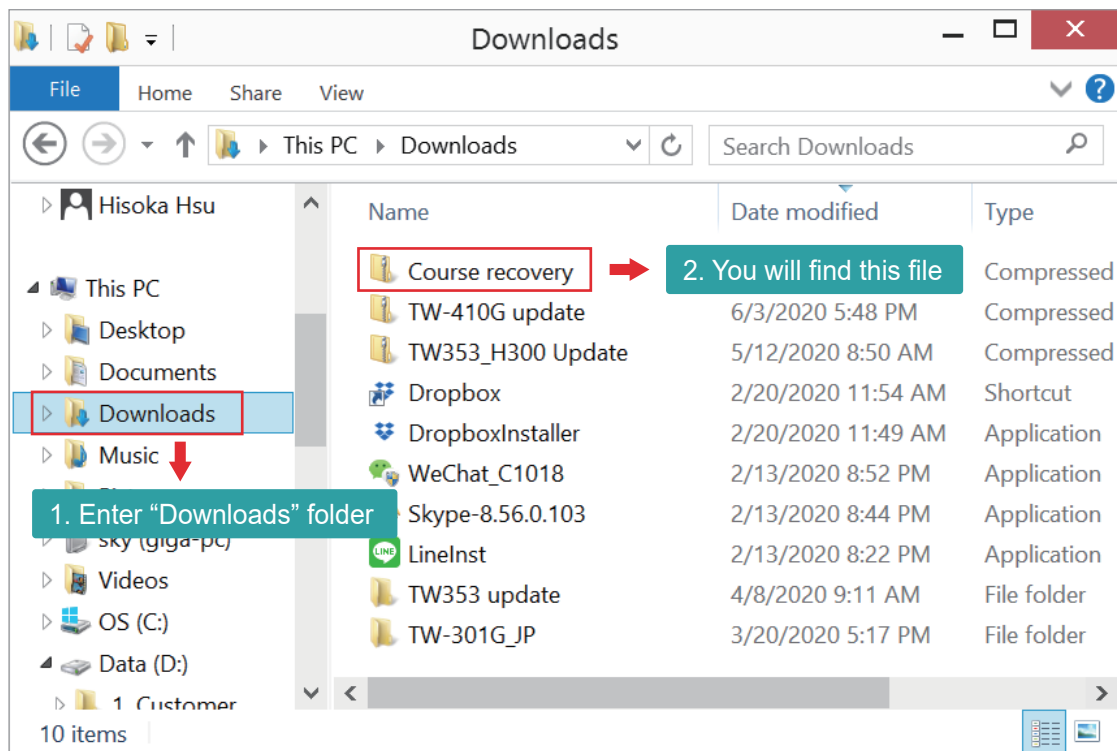 Downloads
File Home Share View
This PC Downloads
Search Downloads
Hisoka Hsu
This PC
Desktop
Documents
Downloads
Music
1. Enter “Downloads” folder
sky (giga-pc)
Videos
OS (C:)
Data (D:)
1 Customer
Name Date modified Type
Course recovery 2. You will find this file Compressed
TW-410G update 6/3/2020 5:48 PM Compressed
TW353_H300 Update 5/12/2020 8:50 AM Compressed
Dropbox 2/20/2020 11:54 AM Shortcut
DropboxInstaller 2/20/2020 11:49 AM Application
WeChat_C1018 2/13/2020 8:52 PM Application
Skype-8.56.0.103 2/13/2020 8:44 PM Application
LINE LineInst 2/13/2020 8:22 PM Application
TW353 update 4/8/2020 9:11 AM File folder
TW-301G_JP 3/20/2020 5:17 PM File folder
10 items